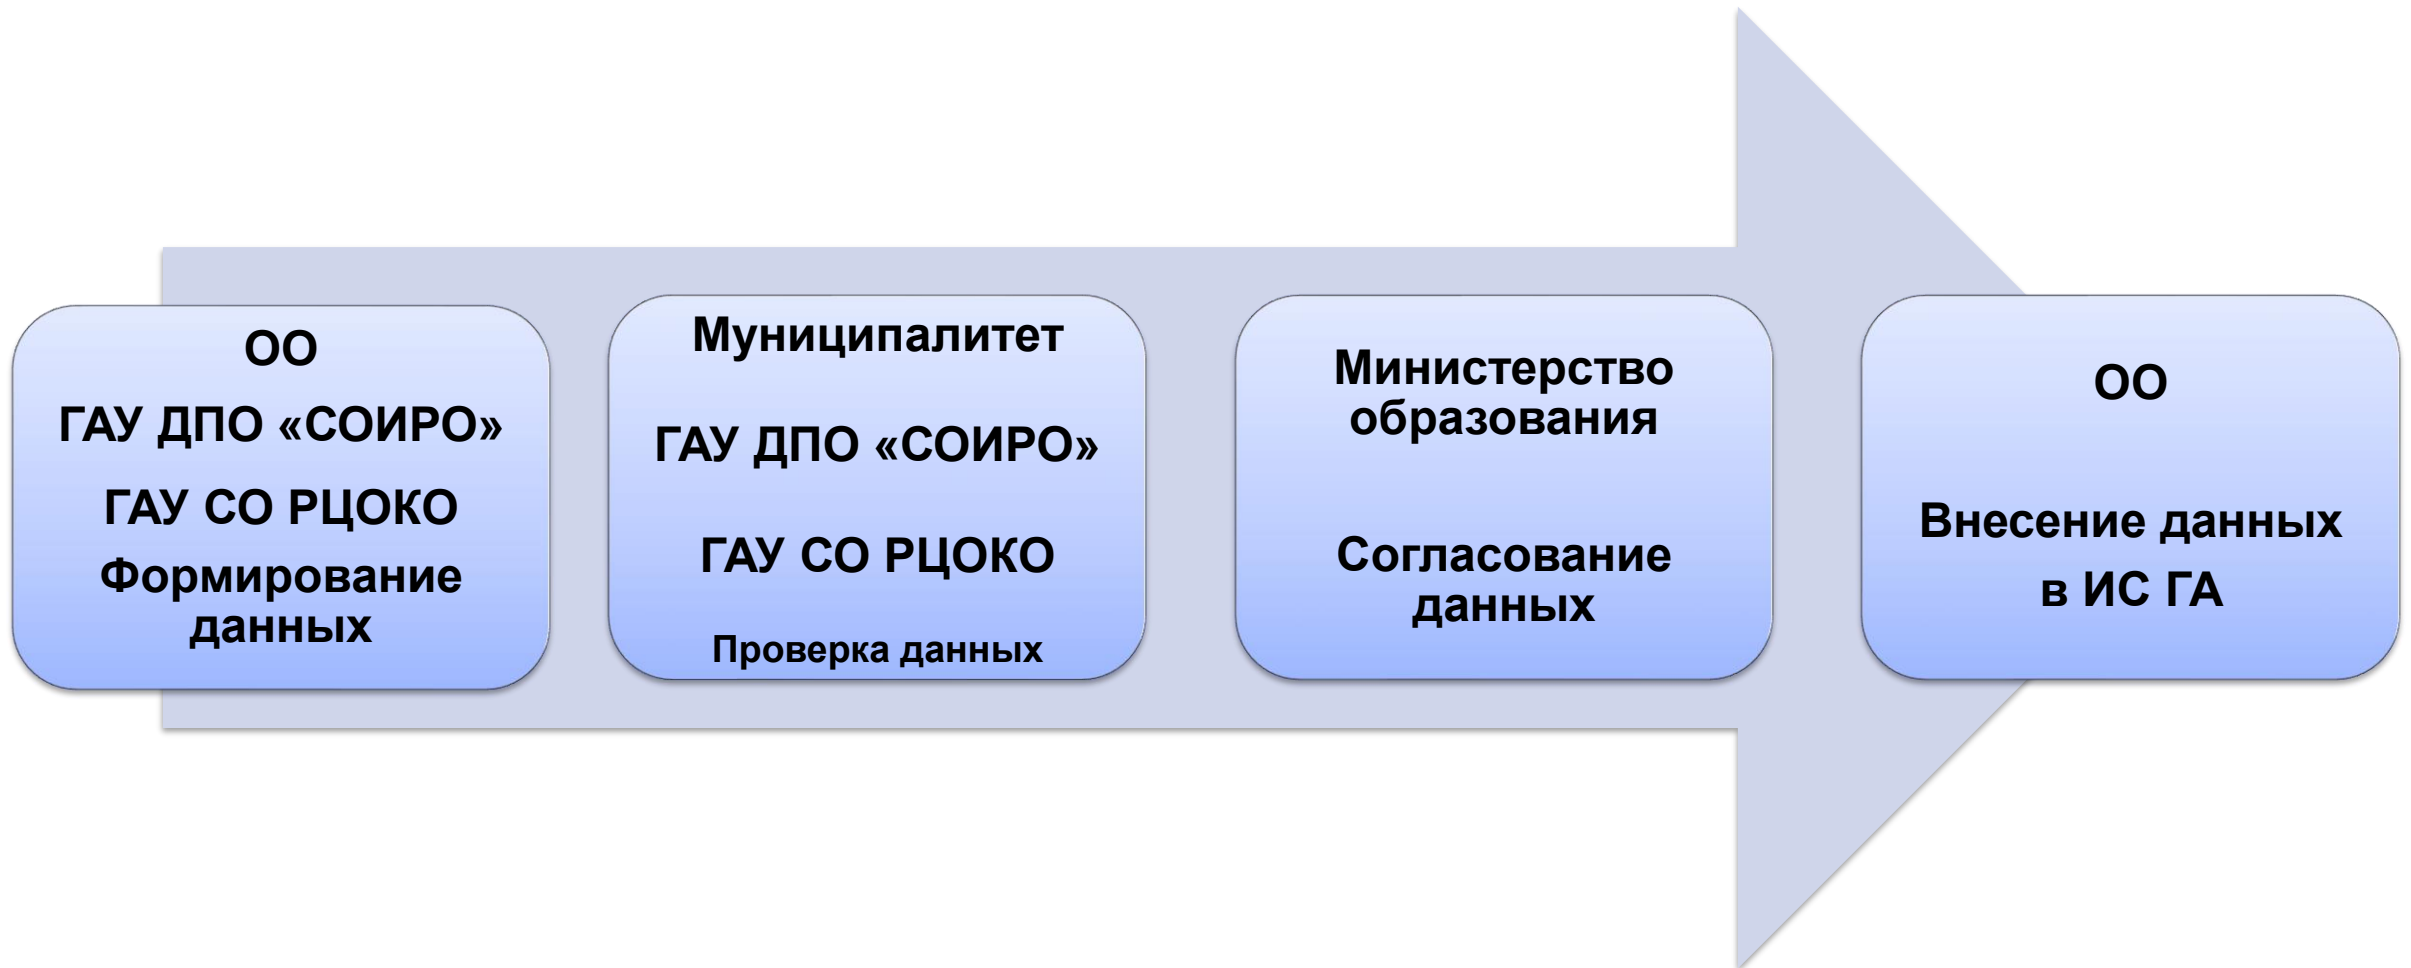 ОО
ГАУ ДПО «СОИРО»
ГАУ СО РЦОКО
Формирование
данных
Муниципалитет
ГАУ ДПО «СОИРО»
ГАУ СО РЦОКО
Проверка данных
Министерство
образования
Согласование
данных
ОО
Внесение данных
в ИС ГА